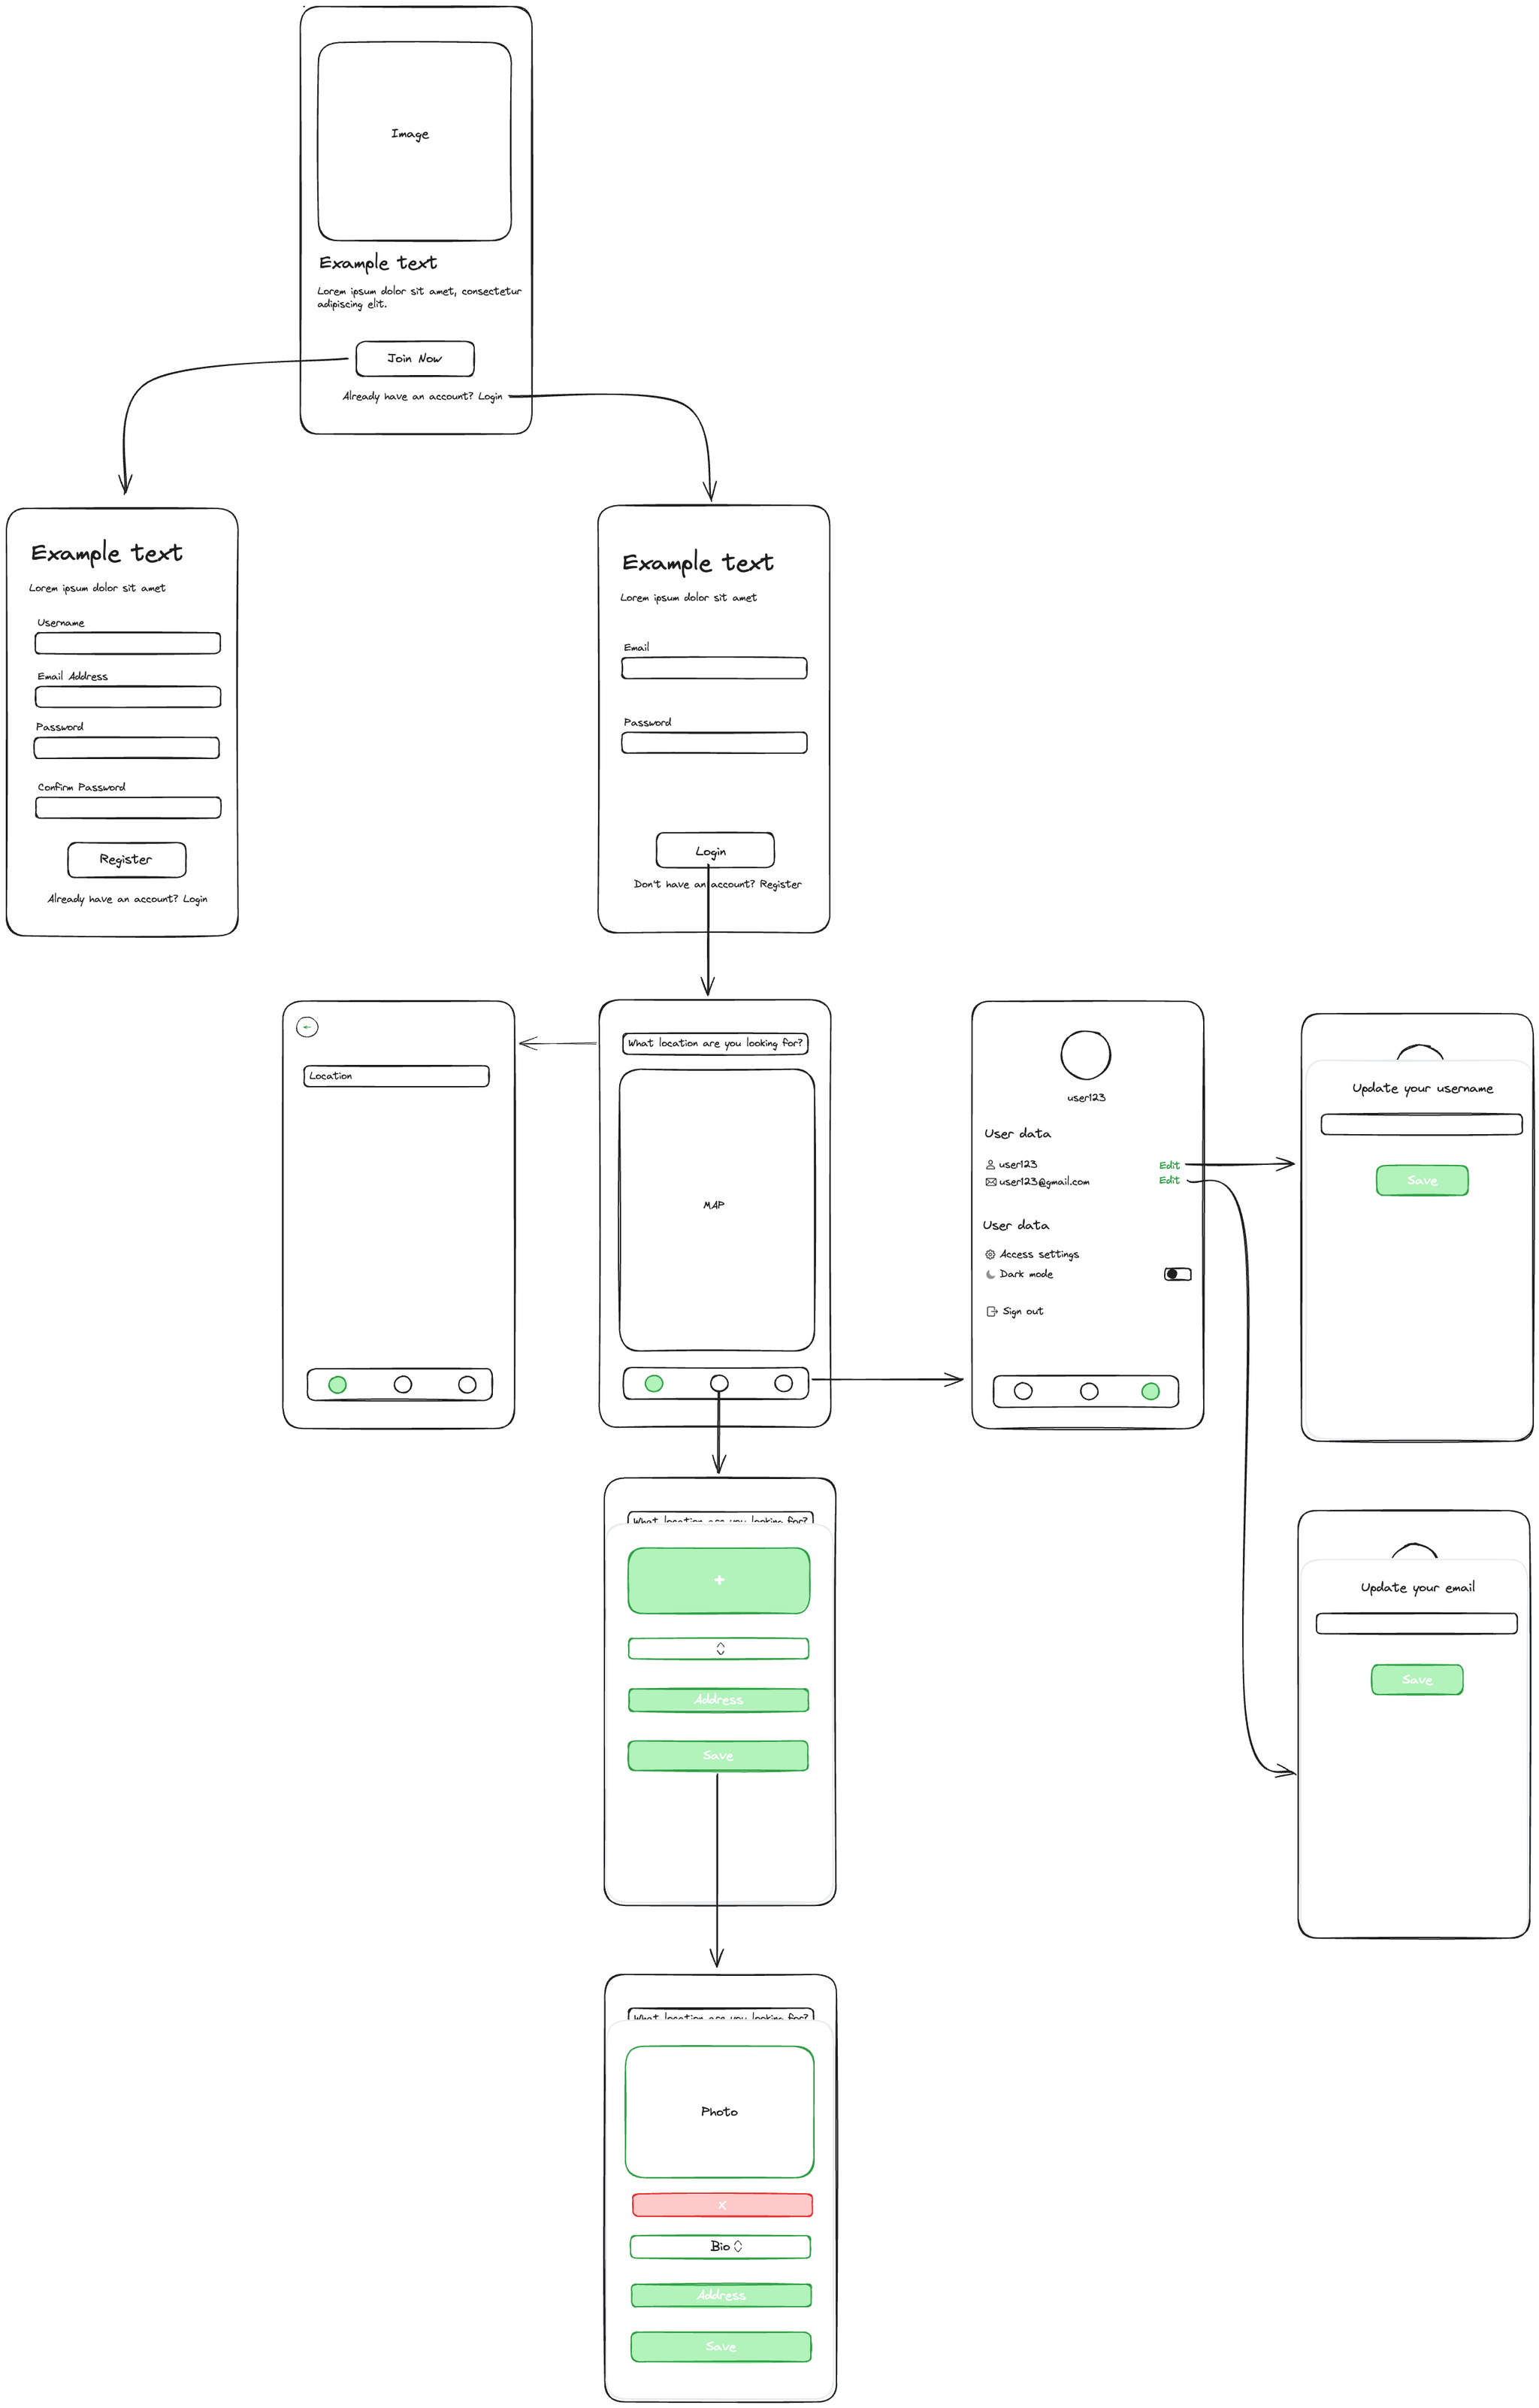 Image
Example text
Lorem ipsum dolor sit amet, consectetur
adipiscing elit.
Join Now
Already have an account? Login
Example text
Lorem ipsum dolor sit amet
Username
Email Address
Password
Confirm Password
Register
Already have an account? Login
Example text
Lorem ipsum dolor sit amet
Email
Password
Login
Don't have an account? Register
Location
What location are you looking for?
MAP
user123
User data
user123
Edit
user123@gmail.com
Edit
User data
Access settings
Dark mode
Sign out
Update your username
Save
Update your email
Save
What location are you looking for?
+
Address
Save
What location are you looking for?
Photo
x
Bio
Address
Save